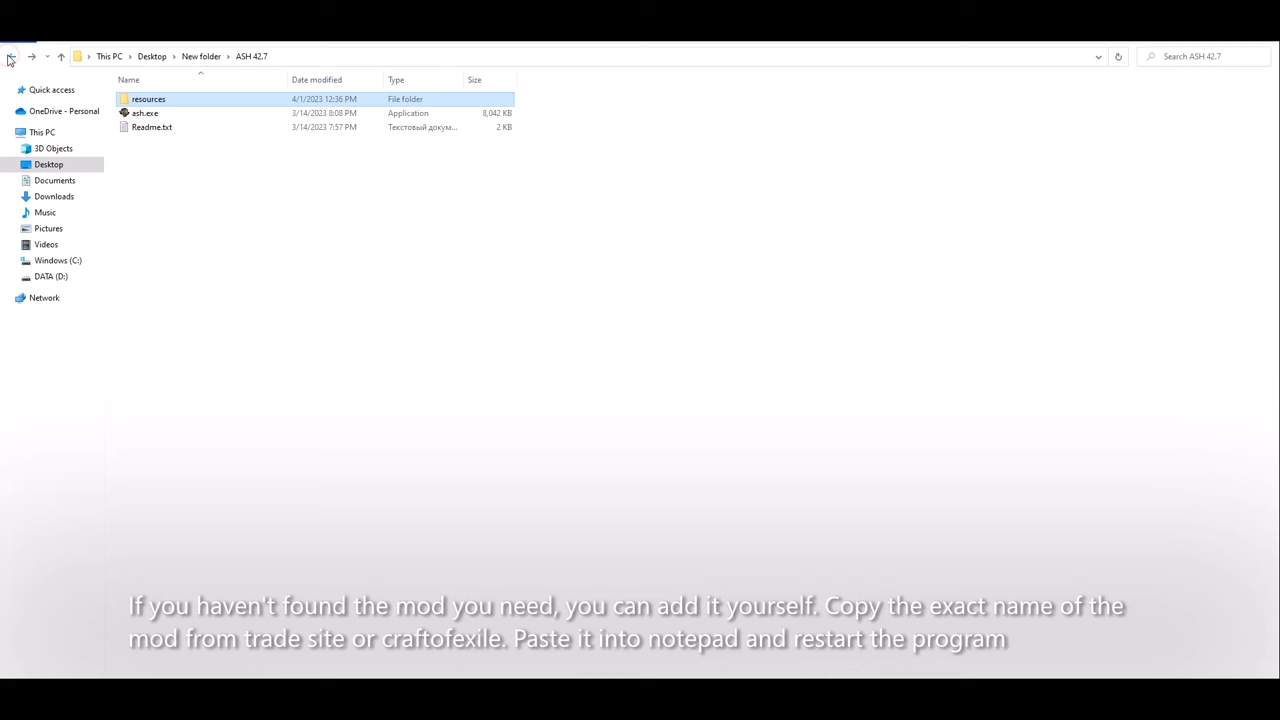 This PC > Desktop > New folder > ASH 42.7
Search ASH 42.7
Name Date modified Type Size
Quick access
OneDrive - Personal
This PC
3D Objects
Desktop
Documents
Downloads
Music
Pictures
Videos
Windows (C:)
DATA (D:)
Network
resources 4/1/2023 12:36 PM File folder
ash.exe 3/14/2023 8:08 PM Application 8,042 KB
Readme.txt 3/14/2023 7:57 PM Текстовый докум... 2 KB
If you haven't found the mod you need, you can add it yourself. Copy the exact name of the
mod from trade site or craftofexile. Paste it into notepad and restart the program